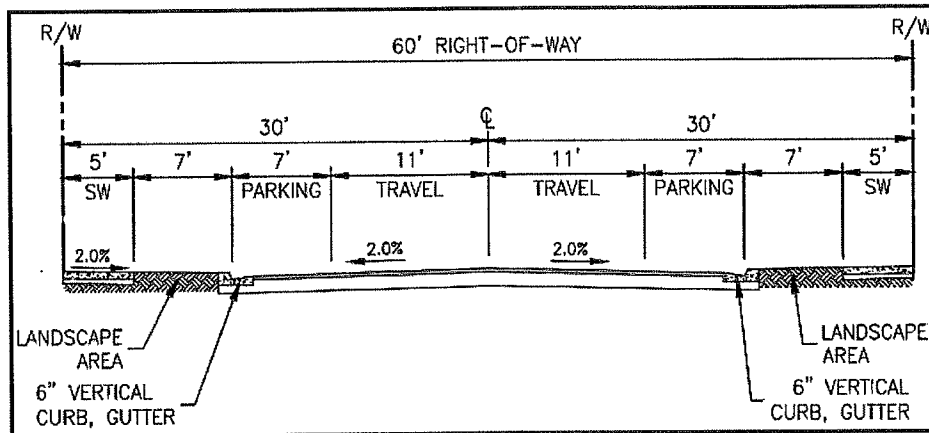 R/W
R/W
60' RIGHT-OF-WAY
℄
30'
30'
5'
7'
7'
11'
11'
7'
7'
5'
SW
PARKING
TRAVEL
TRAVEL
PARKING
SW
2.0%
2.0%
2.0%
LANDSCAPE
AREA
LANDSCAPE
AREA
6" VERTICAL
CURB, GUTTER
6" VERTICAL
CURB, GUTTER